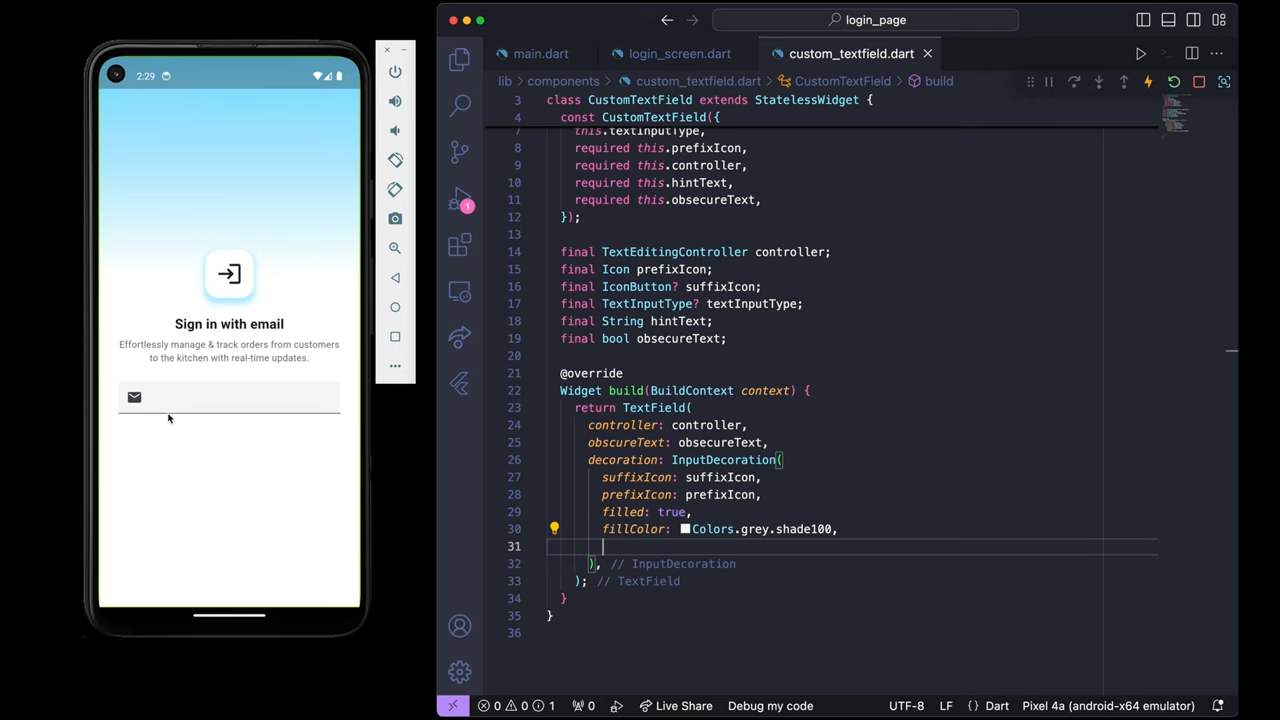 2:29
Sign in with email
Effortlessly manage & track orders from customers
to the kitchen with real-time updates.
login_page
main.dart
login_screen.dart
custom_textfield.dart
lib > components > custom_textfield.dart > CustomTextField > build
3 class CustomTextField extends StatelessWidget {
4 const CustomTextField({
7 this.textInputType,
8 required this.prefixIcon,
9 required this.controller,
10 required this.hintText,
11 required this.obsecureText,
12 });
13
14 final TextEditingController controller;
15 final Icon prefixIcon;
16 final IconButton? suffixIcon;
17 final TextInputType? textInputType;
18 final String hintText;
19 final bool obsecureText;
20
21 @override
22 Widget build(BuildContext context) {
23 return TextField(
24 controller: controller,
25 obscureText: obsecureText,
26 decoration: InputDecoration(
27 suffixIcon: suffixIcon,
28 prefixIcon: prefixIcon,
29 filled: true,
30 fillColor: Colors.grey.shade100,
31
32 ), // InputDecoration
33 ); // TextField
34 }
35 }
36
1
0 0 1 0 Live Share Debug my code UTF-8 LF {} Dart Pixel 4a (android-x64 emulator)